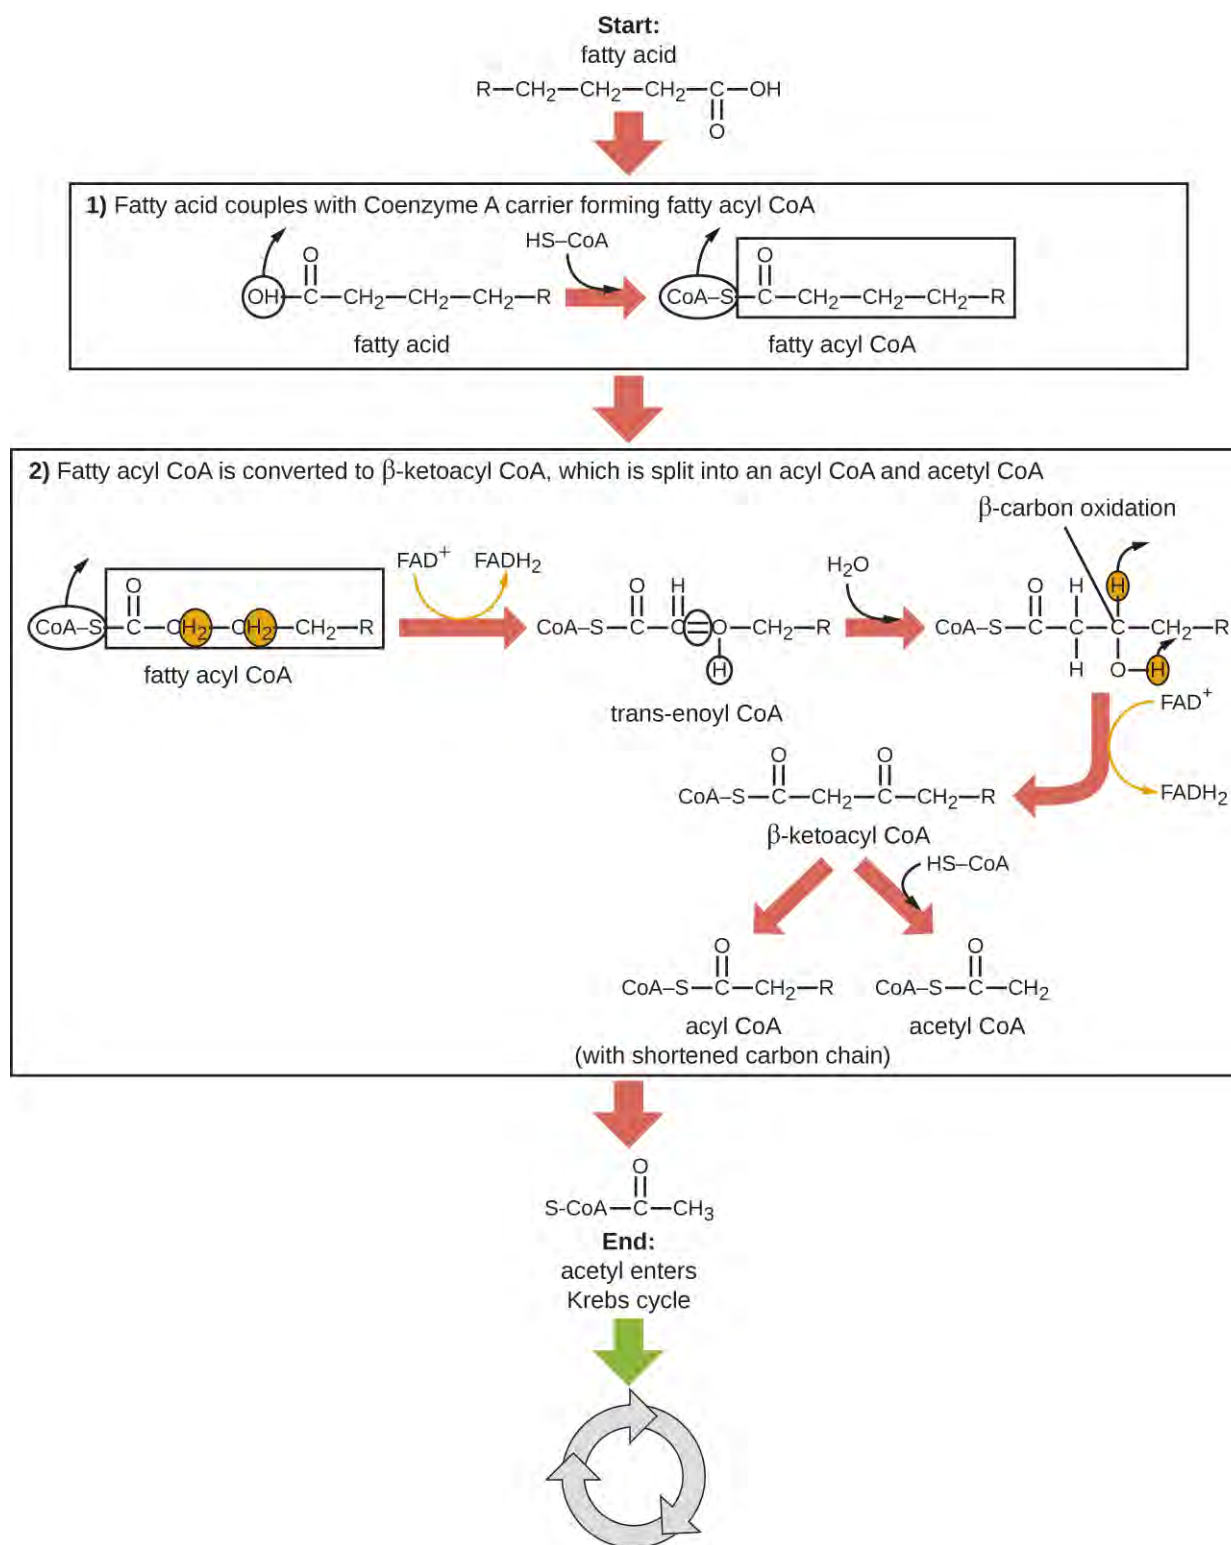 Start:
fatty acid
R—CH₂—CH₂—CH₂—C—OH
O
1) Fatty acid couples with Coenzyme A carrier forming fatty acyl CoA
HS–CoA
O
O
OH—C—CH₂—CH₂—CH₂—R
CoA–S—C—CH₂—CH₂—CH₂—R
fatty acid
fatty acyl CoA
2) Fatty acyl CoA is converted to β-ketoacyl CoA, which is split into an acyl CoA and acetyl CoA
β-carbon oxidation
FAD⁺
FADH₂
H₂O
O
CoA–S—C—CH₂—CH₂—CH₂—R
fatty acyl CoA
O H
CoA–S—C—C=O—CH₂—R
H
trans-enoyl CoA
O H H
CoA–S—C—C—C—CH₂—R
H O—H
FAD⁺
FADH₂
O O
CoA–S—C—CH₂—C—CH₂—R
β-ketoacyl CoA
HS–CoA
O
CoA–S—C—CH₂—R
acyl CoA
(with shortened carbon chain)
O
CoA–S—C—CH₂
acetyl CoA
O
S-CoA—C—CH₃
End:
acetyl enters
Krebs cycle